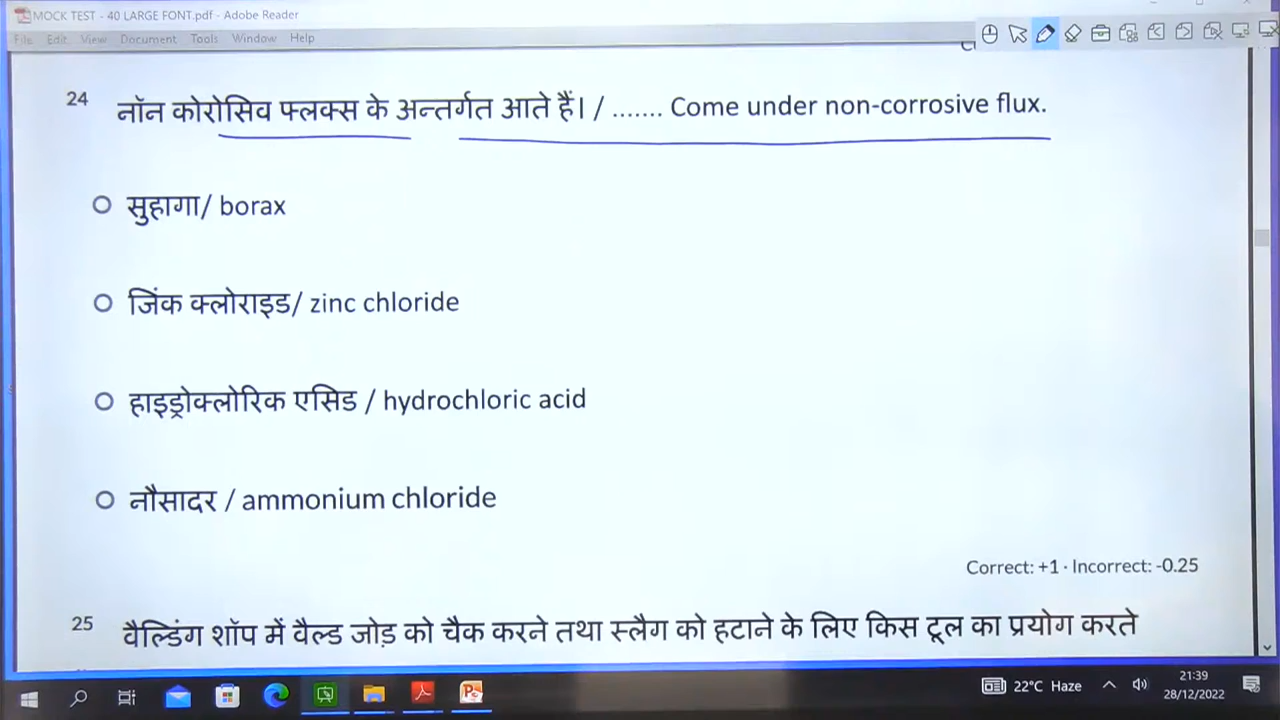 MOCK TEST - 40 LARGE FONT.pdf - Adobe Reader
File Edit View Document Tools Window Help
24 नॉन कोरोसिव फ्लक्स के अन्तर्गत आते हैं। / ....... Come under non-corrosive flux.
सुहागा/ borax
जिंक क्लोराइड/ zinc chloride
हाइड्रोक्लोरिक एसिड / hydrochloric acid
नौसादर / ammonium chloride
Correct: +1 · Incorrect: -0.25
25 वैल्डिंग शॉप में वैल्ड जोड़ को चैक करने तथा स्लैग को हटाने के लिए किस टूल का प्रयोग करते
22°C Haze
21:39
28/12/2022